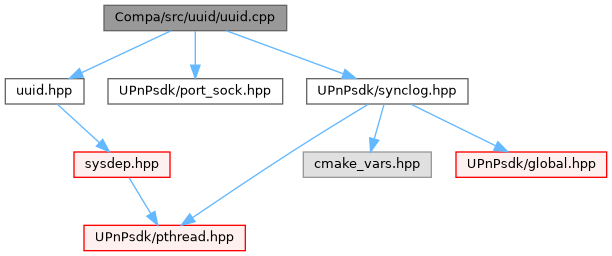 Compa/src/uuid/uuid.cpp
uuid.hpp
UPnPsdk/port_sock.hpp
UPnPsdk/synclog.hpp
sysdep.hpp
cmake_vars.hpp
UPnPsdk/global.hpp
UPnPsdk/pthread.hpp